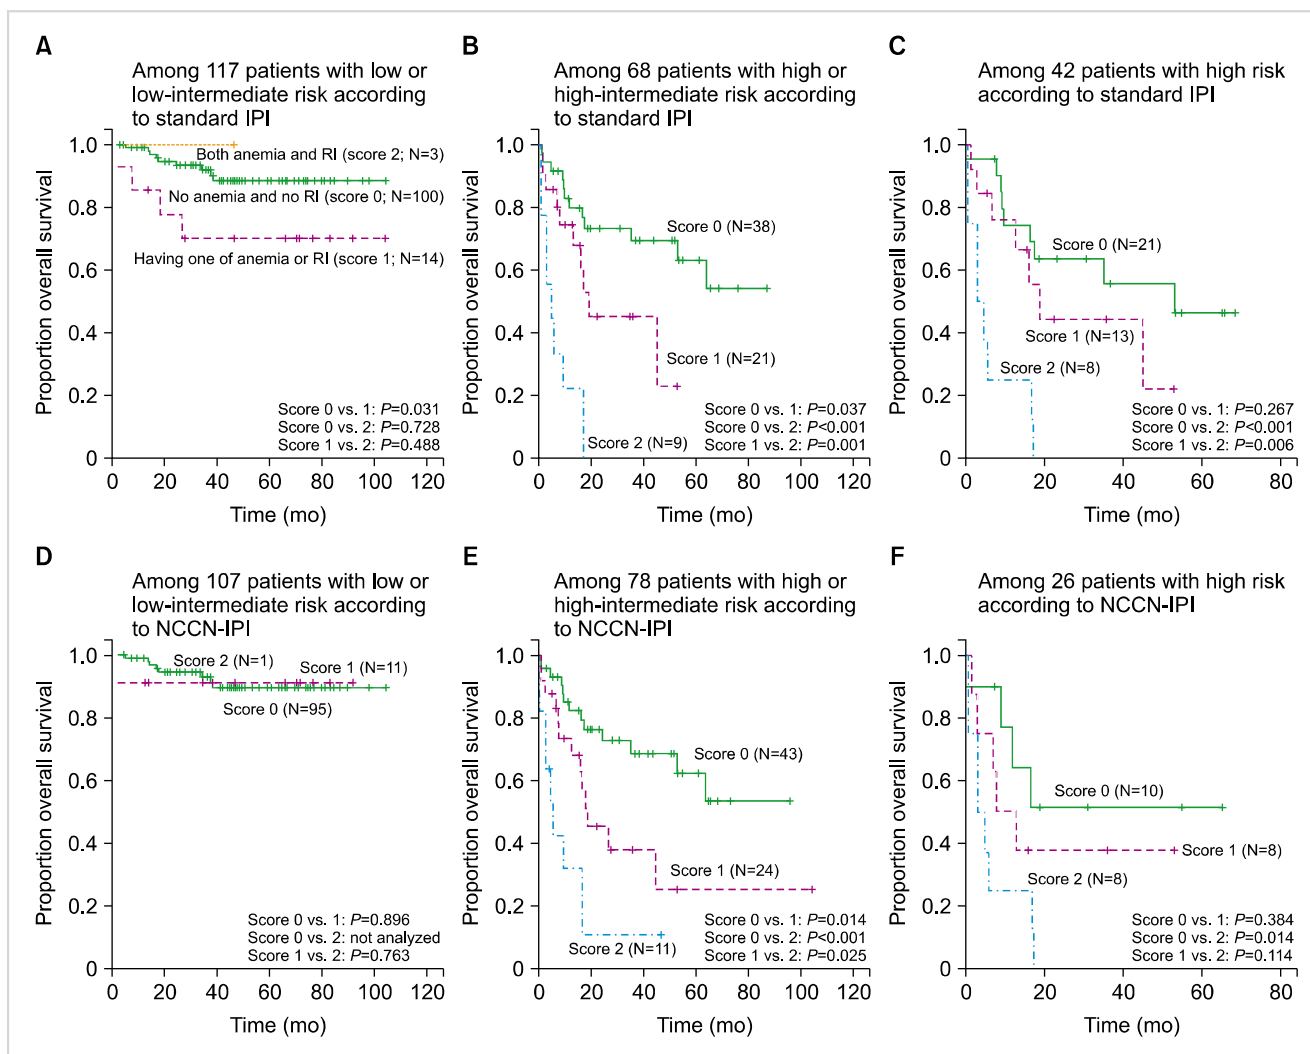 A
Among 117 patients with low or
low-intermediate risk according
to standard IPI
Proportion overall survival
1.0
0.8
0.6
0.4
0.2
0
Both anemia and RI (score 2; N=3)
No anemia and no RI (score 0; N=100)
Having one of anemia or RI (score 1; N=14)
Score 0 vs. 1: P=0.031
Score 0 vs. 2: P=0.728
Score 1 vs. 2: P=0.488
0 20 40 60 80 100 120
Time (mo)
B
Among 68 patients with high or
high-intermediate risk according
to standard IPI
Proportion overall survival
1.0
0.8
0.6
0.4
0.2
0
Score 0 (N=38)
Score 1 (N=21)
Score 2 (N=9)
Score 0 vs. 1: P=0.037
Score 0 vs. 2: P<0.001
Score 1 vs. 2: P=0.001
0 20 40 60 80 100 120
Time (mo)
C
Among 42 patients with high risk
according to standard IPI
Proportion overall survival
1.0
0.8
0.6
0.4
0.2
0
Score 0 (N=21)
Score 1 (N=13)
Score 2 (N=8)
Score 0 vs. 1: P=0.267
Score 0 vs. 2: P<0.001
Score 1 vs. 2: P=0.006
0 20 40 60 80
Time (mo)
D
Among 107 patients with low or
low-intermediate risk according
to NCCN-IPI
Proportion overall survival
1.0
0.8
0.6
0.4
0.2
0
Score 2 (N=1)
Score 1 (N=11)
Score 0 (N=95)
Score 0 vs. 1: P=0.896
Score 0 vs. 2: not analyzed
Score 1 vs. 2: P=0.763
0 20 40 60 80 100 120
Time (mo)
E
Among 78 patients with high or
high-intermediate risk according
to NCCN-IPI
Proportion overall survival
1.0
0.8
0.6
0.4
0.2
0
Score 0 (N=43)
Score 1 (N=24)
Score 2 (N=11)
Score 0 vs. 1: P=0.014
Score 0 vs. 2: P<0.001
Score 1 vs. 2: P=0.025
0 20 40 60 80 100 120
Time (mo)
F
Among 26 patients with high risk
according to NCCN-IPI
Proportion overall survival
1.0
0.8
0.6
0.4
0.2
0
Score 0 (N=10)
Score 1 (N=8)
Score 2 (N=8)
Score 0 vs. 1: P=0.384
Score 0 vs. 2: P=0.014
Score 1 vs. 2: P=0.114
0 20 40 60 80
Time (mo)